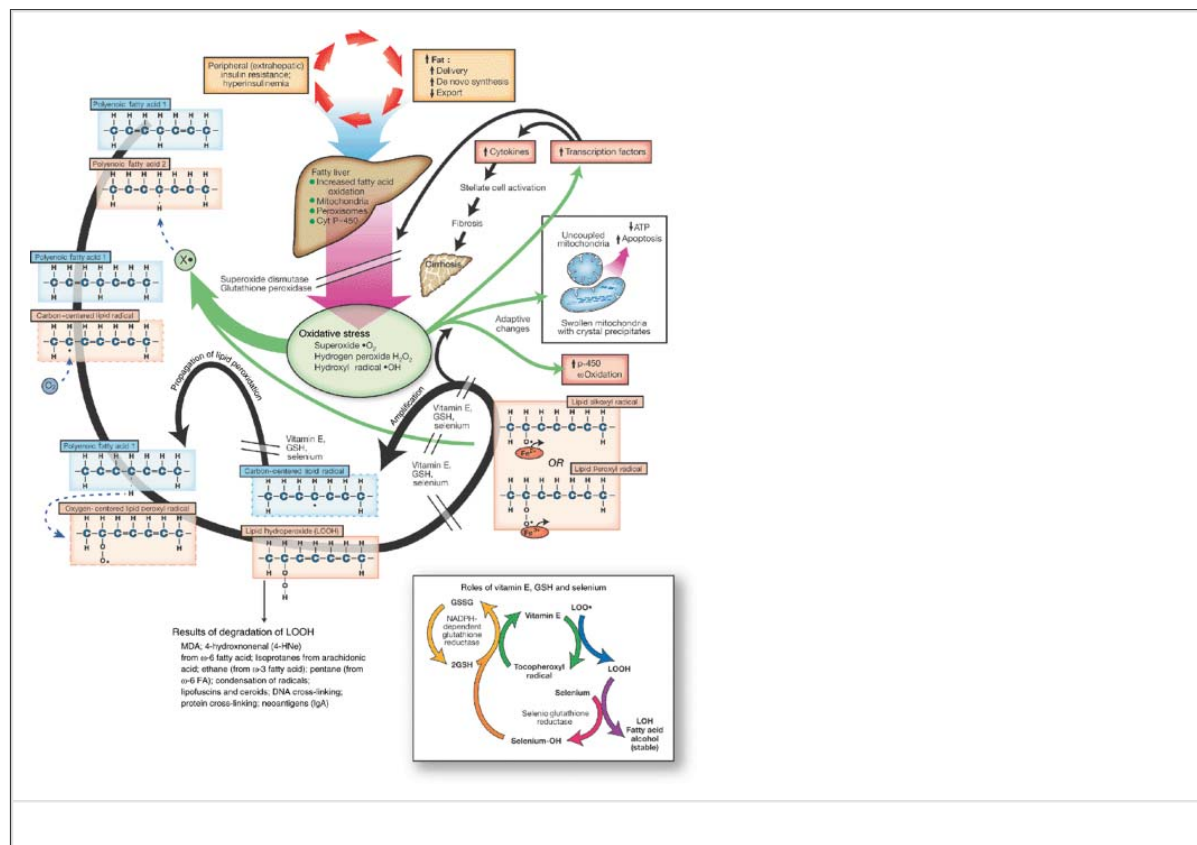 Peripheral (extrahepatic)
insulin resistance;
hyperinsulinemia
↑ Fat :
↑ Delivery
↑ De novo synthesis
↓ Export
Fatty liver
Increased fatty acid
oxidation
Mitochondria
Peroxisomes
Cyt P-450
↑ Cytokines
↑ Transcription factors
Stellate cell activation
Fibrosis
Cirrhosis
Superoxide dismutase
Glutathione peroxidase
↓ATP
↑ Apoptosis
Uncoupled
mitochondria
Swollen mitochondria
with crystal precipitates
Adaptive
changes
↑ p-450
ωOxidation
Oxidative stress
Superoxide •O2
Hydrogen peroxide H2O2
Hydroxyl radical •OH
Polyenoic fatty acid 1
H H H H H H H
–C–C=C–C–C=C–C–
H H H
Polyenoic fatty acid 2
H H H H H H H
–C–C=C–C–C=C–C–
H H H
X•
Polyenoic fatty acid 1
H H H H H H H
–C–C=C–C–C=C–C–
H H H
Carbon-centered lipid radical
H H H H H H H
H • H
O2
Propagation of lipid peroxidation
Amplification
Polyenoic fatty acid 1
H H H H H H H
–C–C=C–C–C=C–C–
H H H
Oxygen-centered lipid peroxyl radical
H H H H H H H
H O H
O•
Vitamin E,
GSH,
selenium
Carbon-centered lipid radical
H H H H H H H
H • H
Lipid hydroperoxide (LOOH)
H H H H H H H
H O H
O
H
Vitamin E,
GSH,
selenium
Vitamin E,
GSH,
selenium
Lipid alkoxyl radical
H H H H H H H
H O• H
OR
Lipid Peroxyl radical
H H H H H H H
H O H
O•
Results of degradation of LOOH
MDA; 4-hydroxnonenal (4-HNe)
from ω-6 fatty acid; Isoprotanes from arachidonic
acid; ethane (from ω-3 fatty acid); pentane (from
ω-6 FA); condensation of radicals;
lipofuscins and ceroids; DNA cross-linking;
protein cross-linking; neoantigens (IgA)
Roles of vitamin E, GSH and selenium
GSSG
NADPH-
dependent
glutathione
reductase
2GSH
Vitamin E
Tocopheroxyl
radical
LOO•
LOOH
Selenium
Selenio glutathione
reductase
Selenium-OH
LOH
Fatty acid
alcohol
(stable)